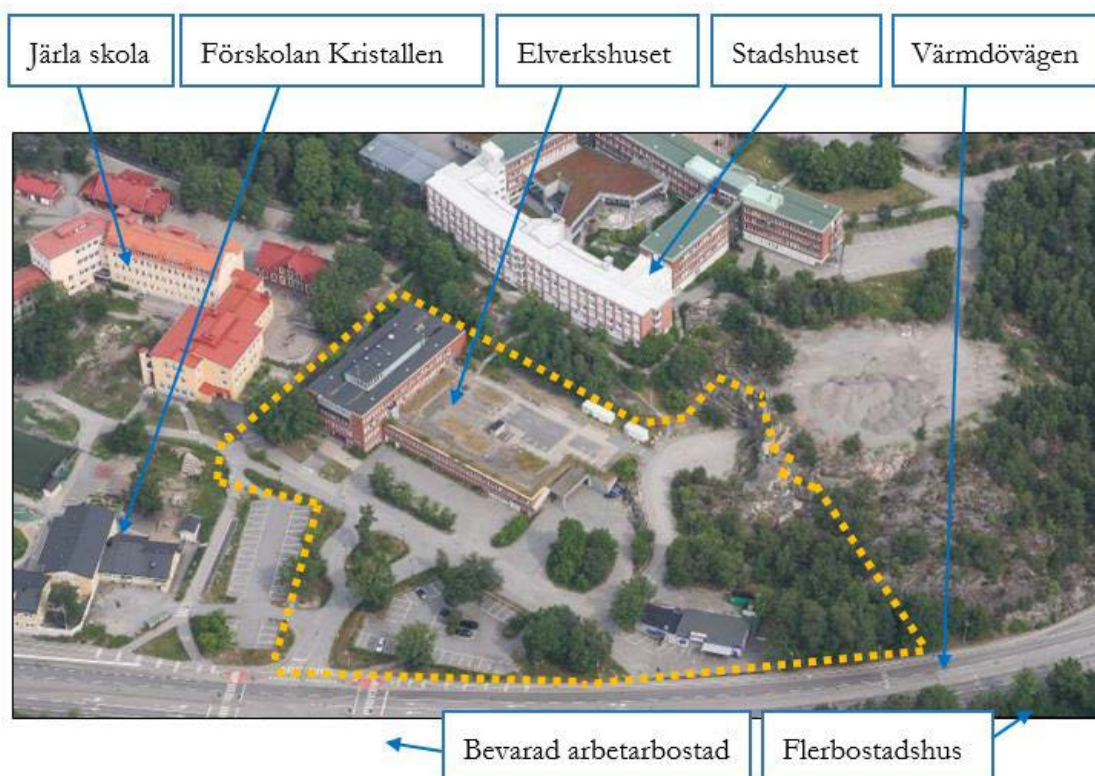 Järla skola
Förskolan Kristallen
Elverkshuset
Stadshuset
Värmdövägen
Bevarad arbetarbostad
Flerbostadshus